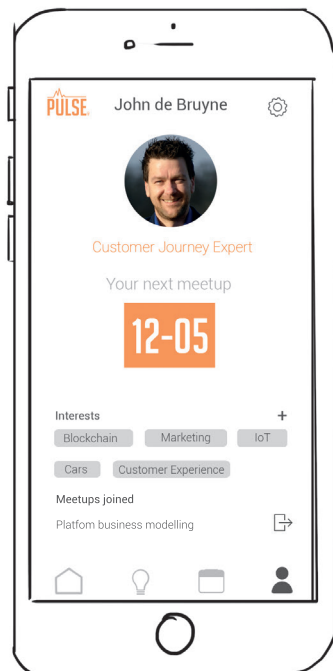 PULSE John de Bruyne
Customer Journey Expert
Your next meetup
12-05
Interests +
Blockchain Marketing IoT
Cars Customer Experience
Meetups joined
Platfom business modelling